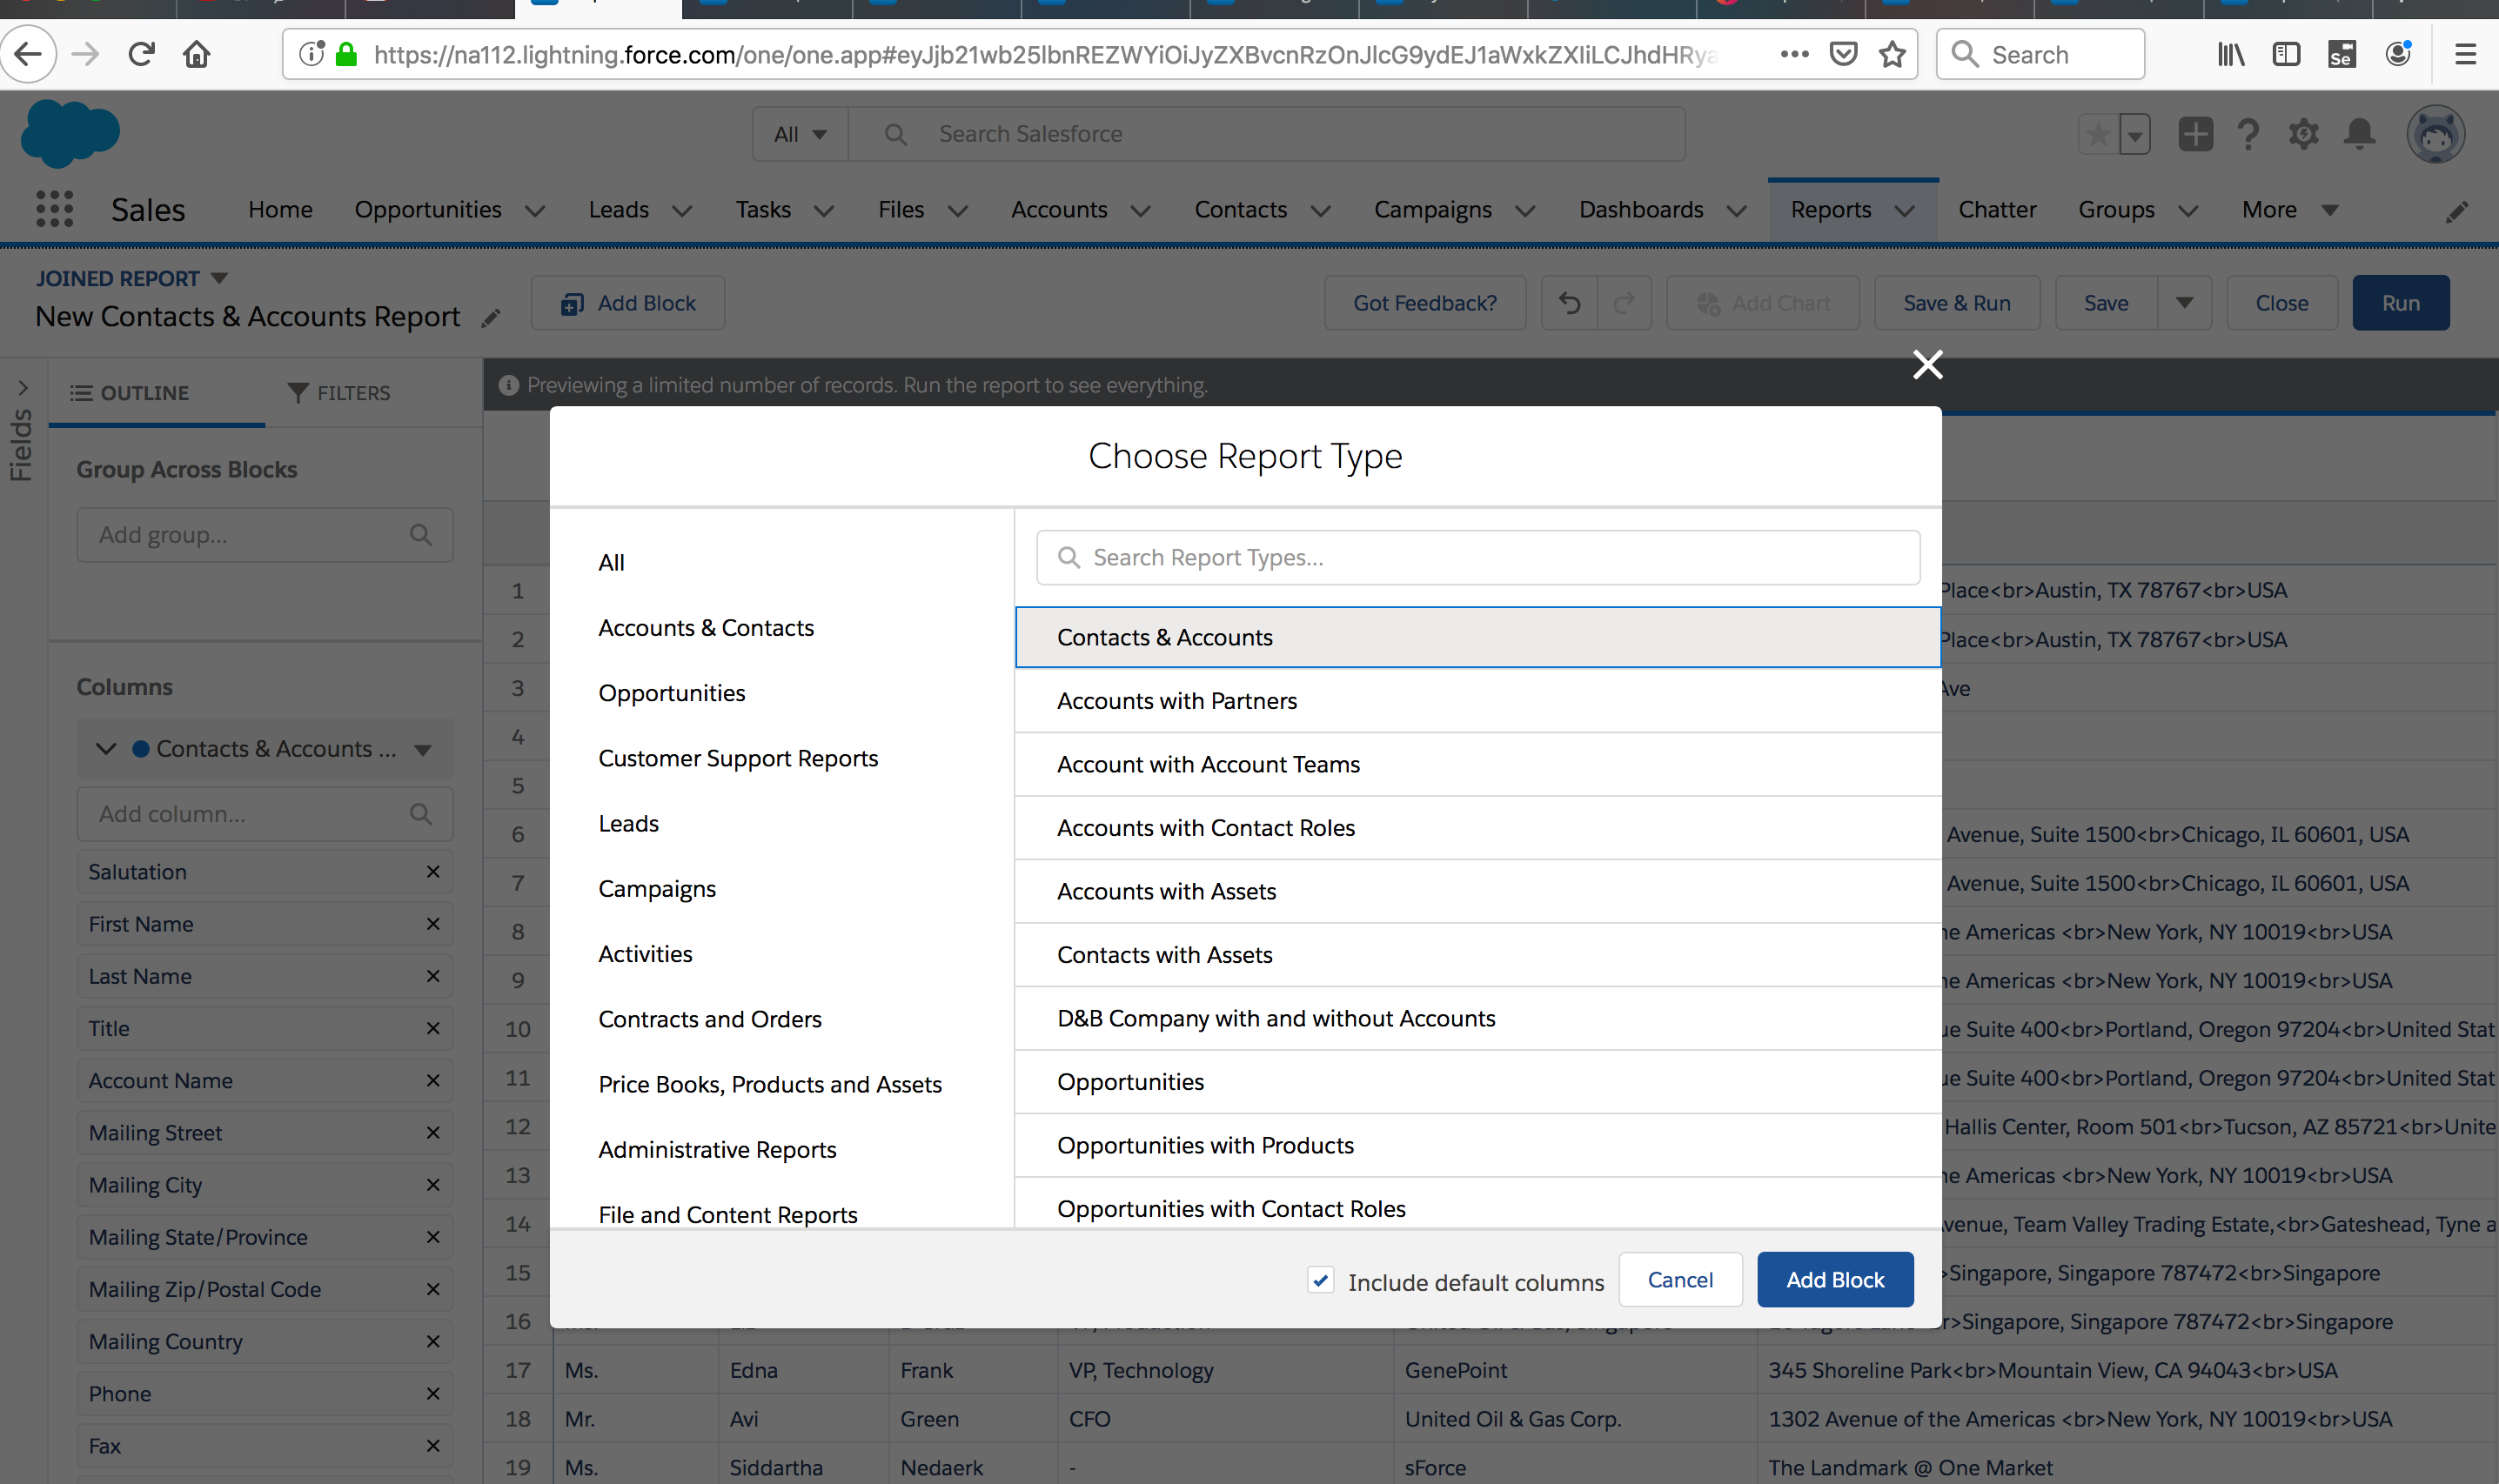 https://na112.lightning.force.com/one/one.app#eyJjb21wb25lbnREZWYiOiJyZXBvcnRzOnJlcG9ydEJ1aWxkZXIiLCJhdHRya
Search
Se
All
Search Salesforce
Sales Home Opportunities Leads Tasks Files Accounts Contacts Campaigns Dashboards Reports Chatter Groups More
JOINED REPORT
New Contacts & Accounts Report
Add Block
Got Feedback? Add Chart Save & Run Save Close Run
Fields
OUTLINE FILTERS
Previewing a limited number of records. Run the report to see everything.
Group Across Blocks
Add group...
Columns
Contacts & Accounts ...
Add column...
Salutation
First Name
Last Name
Title
Account Name
Mailing Street
Mailing City
Mailing State/Province
Mailing Zip/Postal Code
Mailing Country
Phone
Fax
Choose Report Type
All
Accounts & Contacts
Opportunities
Customer Support Reports
Leads
Campaigns
Activities
Contracts and Orders
Price Books, Products and Assets
Administrative Reports
File and Content Reports
Search Report Types...
Contacts & Accounts
Accounts with Partners
Account with Account Teams
Accounts with Contact Roles
Accounts with Assets
Contacts with Assets
D&B Company with and without Accounts
Opportunities
Opportunities with Products
Opportunities with Contact Roles
Include default columns
Cancel
Add Block
1 Place<br>Austin, TX 78767<br>USA
2 Place<br>Austin, TX 78767<br>USA
3 Ave
4
5
6 Avenue, Suite 1500<br>Chicago, IL 60601, USA
7 Avenue, Suite 1500<br>Chicago, IL 60601, USA
8 he Americas <br>New York, NY 10019<br>USA
9 he Americas <br>New York, NY 10019<br>USA
10 ue Suite 400<br>Portland, Oregon 97204<br>United Stat
11 ue Suite 400<br>Portland, Oregon 97204<br>United Stat
12 Hallis Center, Room 501<br>Tucson, AZ 85721<br>Unite
13 he Americas <br>New York, NY 10019<br>USA
14 venue, Team Valley Trading Estate,<br>Gateshead, Tyne a
15 >Singapore, Singapore 787472<br>Singapore
16 r>Singapore, Singapore 787472<br>Singapore
17 Ms. Edna Frank VP, Technology GenePoint 345 Shoreline Park<br>Mountain View, CA 94043<br>USA
18 Mr. Avi Green CFO United Oil & Gas Corp. 1302 Avenue of the Americas <br>New York, NY 10019<br>USA
19 Ms. Siddartha Nedaerk - sForce The Landmark @ One Market